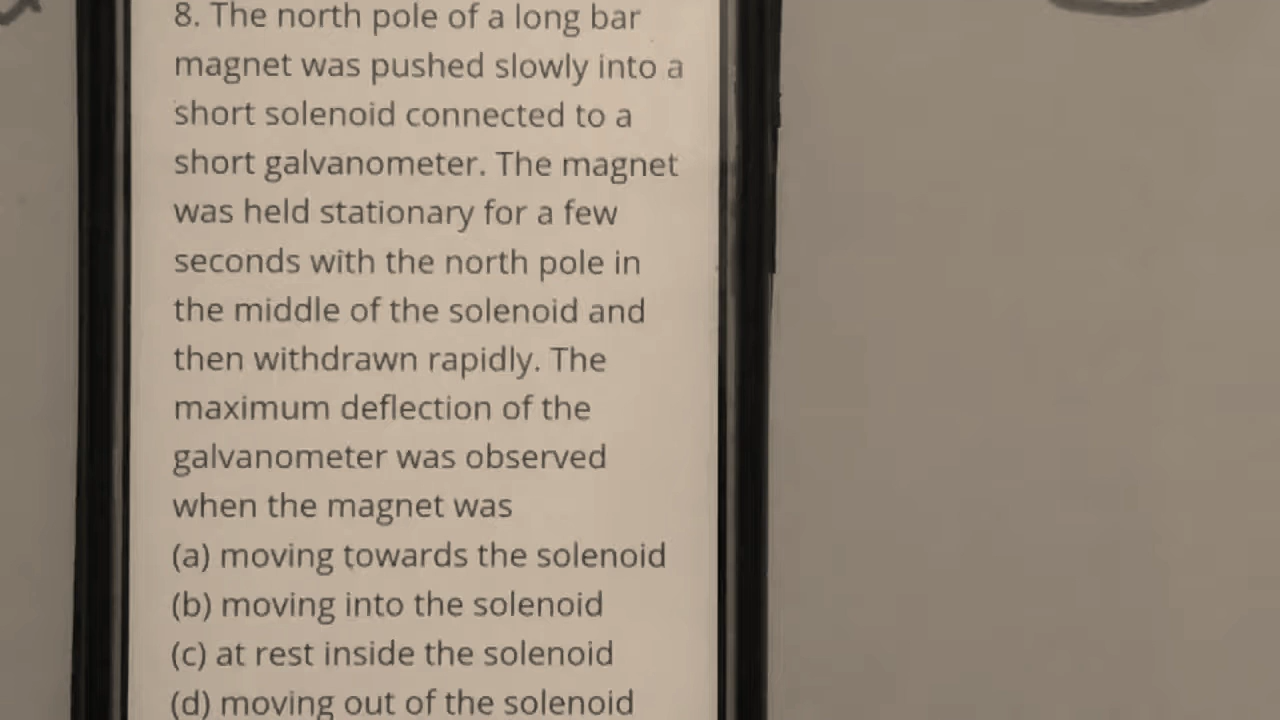 8. The north pole of a long bar
magnet was pushed slowly into a
short solenoid connected to a
short galvanometer. The magnet
was held stationary for a few
seconds with the north pole in
the middle of the solenoid and
then withdrawn rapidly. The
maximum deflection of the
galvanometer was observed
when the magnet was
(a) moving towards the solenoid
(b) moving into the solenoid
(c) at rest inside the solenoid
(d) moving out of the solenoid